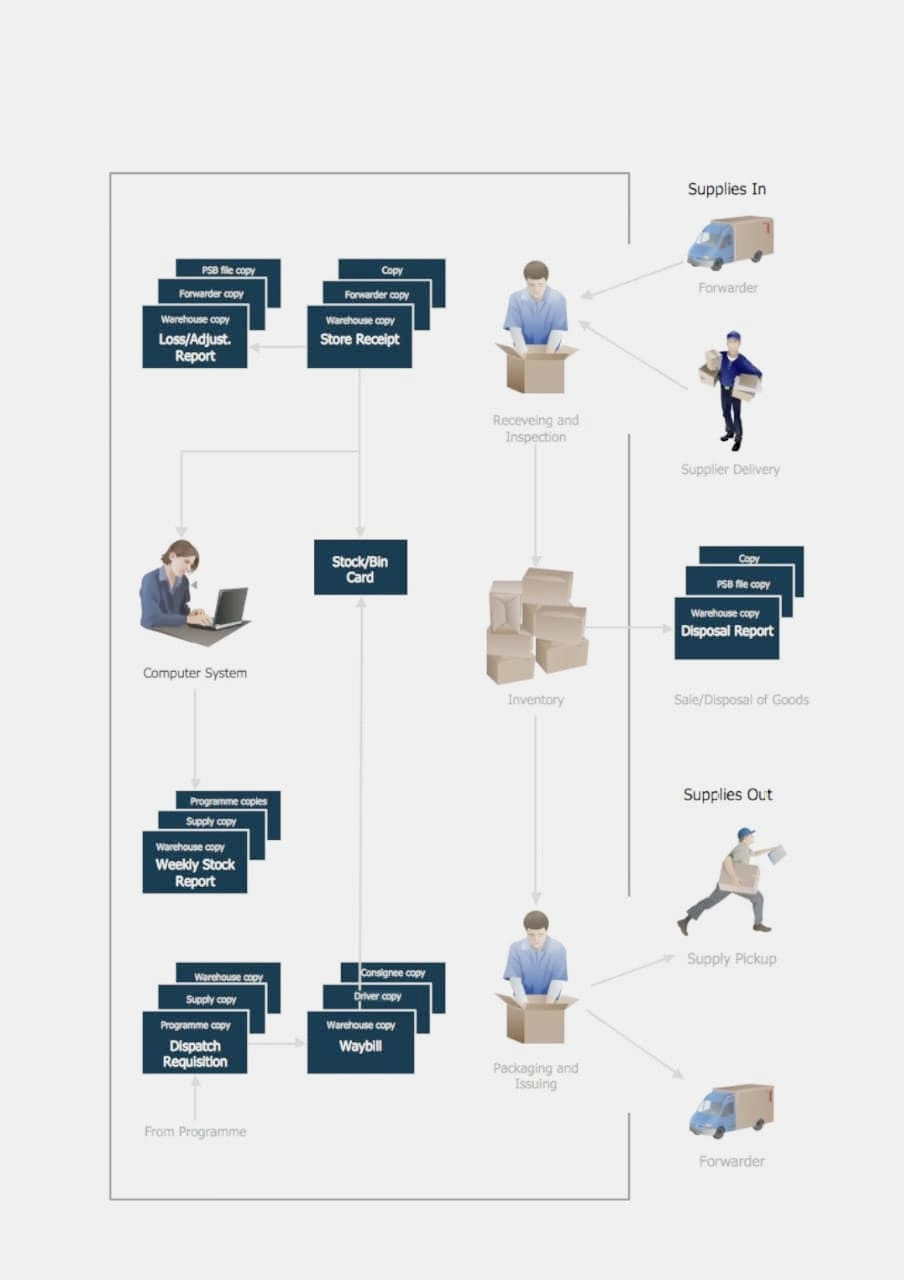 Supplies In
Forwarder
PSB file copy
Forwarder copy
Warehouse copy
Loss/Adjust.
Report
Copy
Forwarder copy
Warehouse copy
Store Receipt
Receveing and
Inspection
Supplier Delivery
Stock/Bin
Card
Computer System
Inventory
Copy
PSB file copy
Warehouse copy
Disposal Report
Sale/Disposal of Goods
Supplies Out
Programme copies
Supply copy
Warehouse copy
Weekly Stock
Report
Supply Pickup
Warehouse copy
Supply copy
Programme copy
Dispatch
Requisition
Consignee copy
Driver copy
Warehouse copy
Waybill
Packaging and
Issuing
From Programme
Forwarder